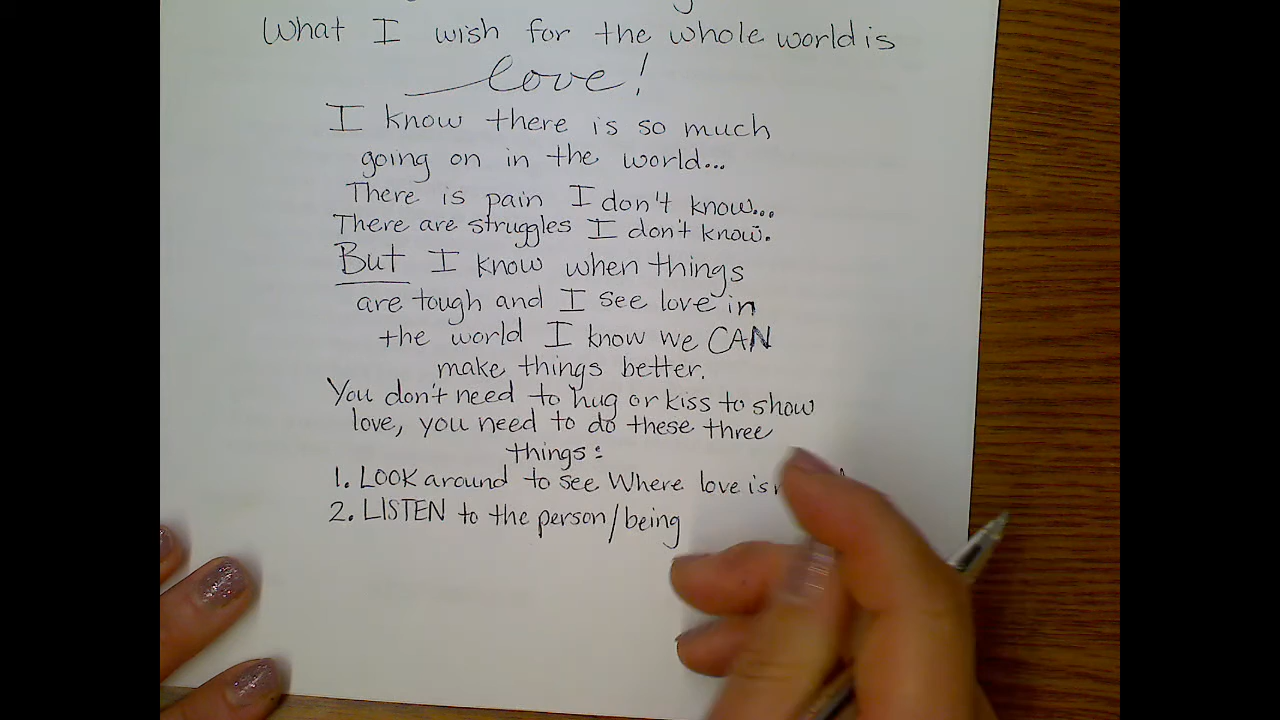 What I wish for the whole world is
love!
I know there is so much
going on in the world...
There is pain I don't know...
There are struggles I don't know.
But I know when things
are tough and I see love in
the world I know we CAN
make things better.
You don't need to hug or kiss to show
love, you need to do these three
things:
1. LOOK around to see Where love is
2. LISTEN to the person/being